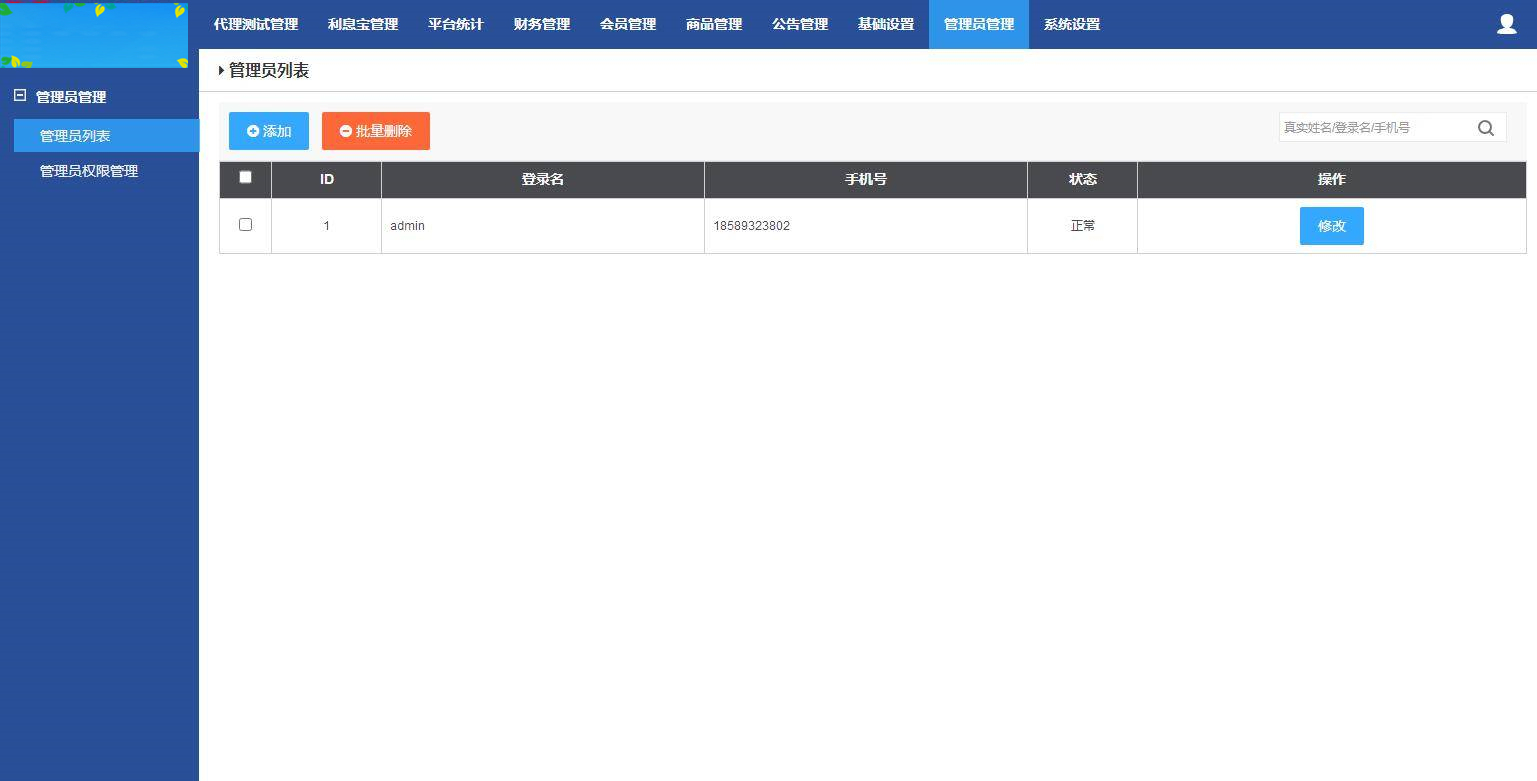 代理测试管理 利息宝管理 平台统计 财务管理 会员管理 商品管理 公告管理 基础设置 管理员管理 系统设置
管理员管理
管理员列表
管理员权限管理
管理员列表
添加 批量删除 真实姓名/登录名/手机号
ID 登录名 手机号 状态 操作
1 admin 18589323802 正常 修改